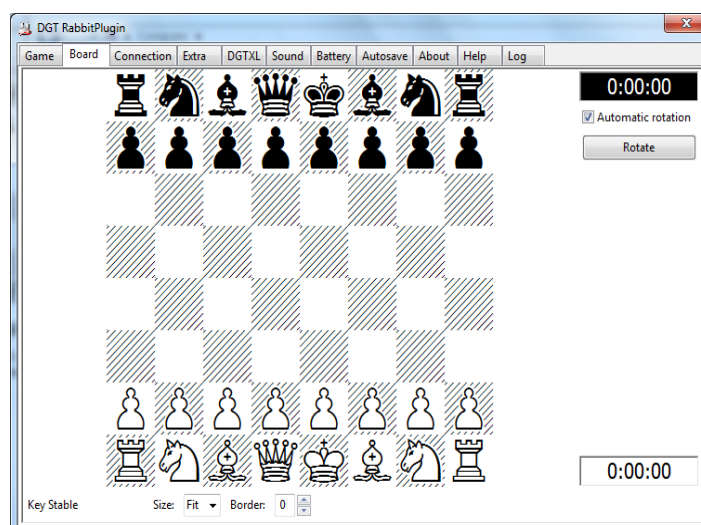 DGT RabbitPlugin
Game Board Connection Extra DGTXL Sound Battery Autosave About Help Log
0:00:00
Automatic rotation
Rotate
0:00:00
Key Stable Size: Fit Border: 0